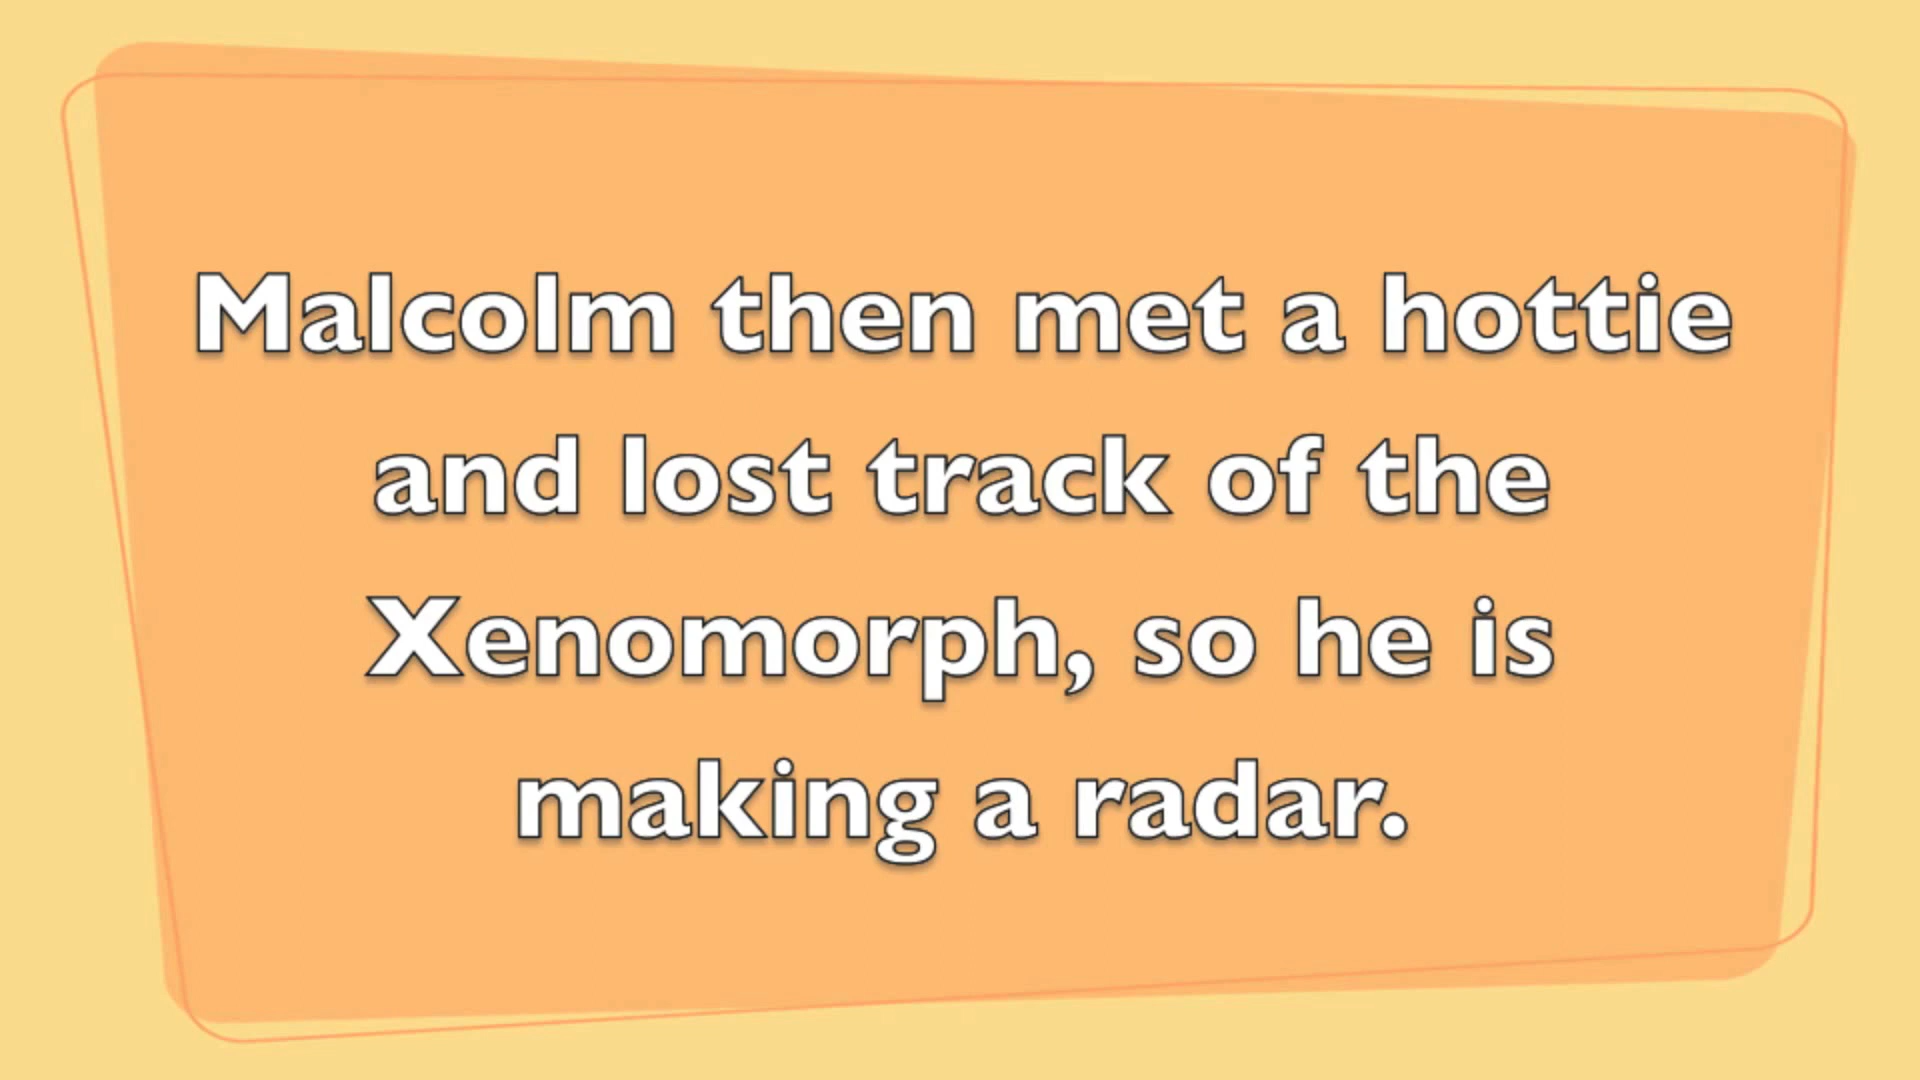 Malcolm then met a hottie
and lost track of the
Xenomorph, so he is
making a radar.